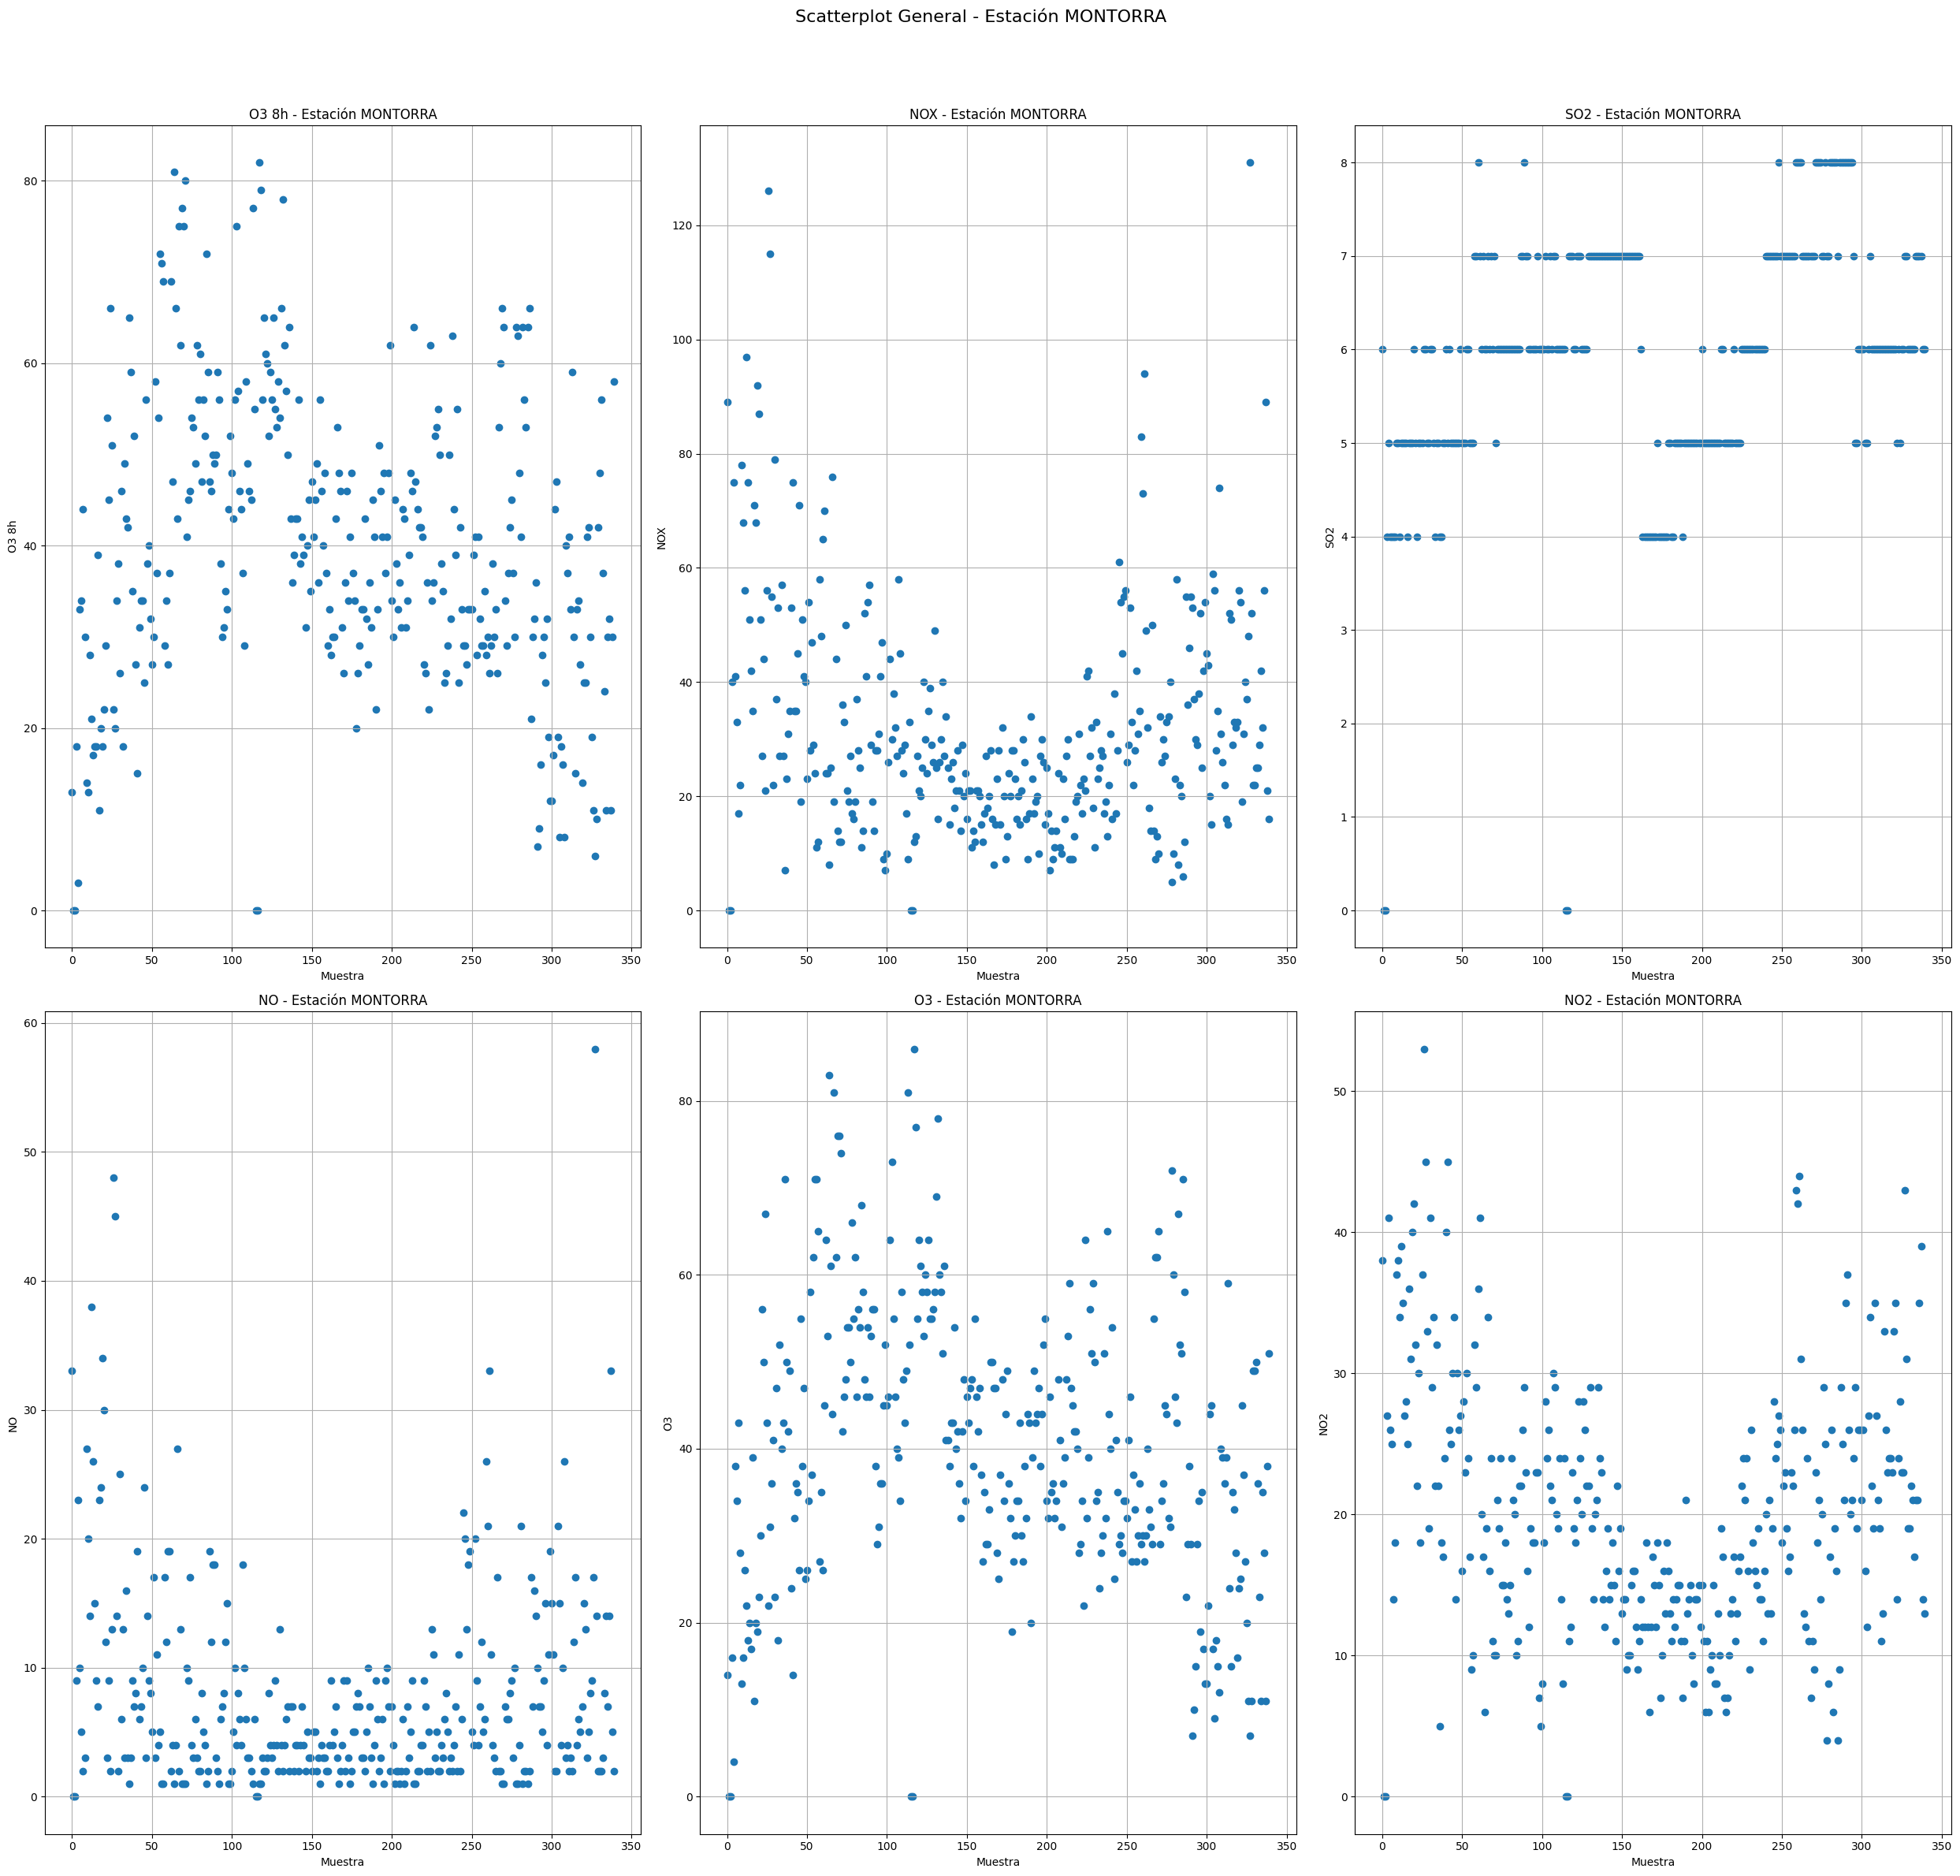 Scatterplot General - Estación MONTORRA
O3 8h - Estación MONTORRA
O3 8h
80
60
40
20
0
0 50 100 150 200 250 300 350
Muestra
NOX - Estación MONTORRA
NOX
120
100
80
60
40
20
0
0 50 100 150 200 250 300 350
Muestra
SO2 - Estación MONTORRA
SO2
8
7
6
5
4
3
2
1
0
0 50 100 150 200 250 300 350
Muestra
NO - Estación MONTORRA
NO
60
50
40
30
20
10
0
0 50 100 150 200 250 300 350
Muestra
O3 - Estación MONTORRA
O3
80
60
40
20
0
0 50 100 150 200 250 300 350
Muestra
NO2 - Estación MONTORRA
NO2
50
40
30
20
10
0
0 50 100 150 200 250 300 350
Muestra